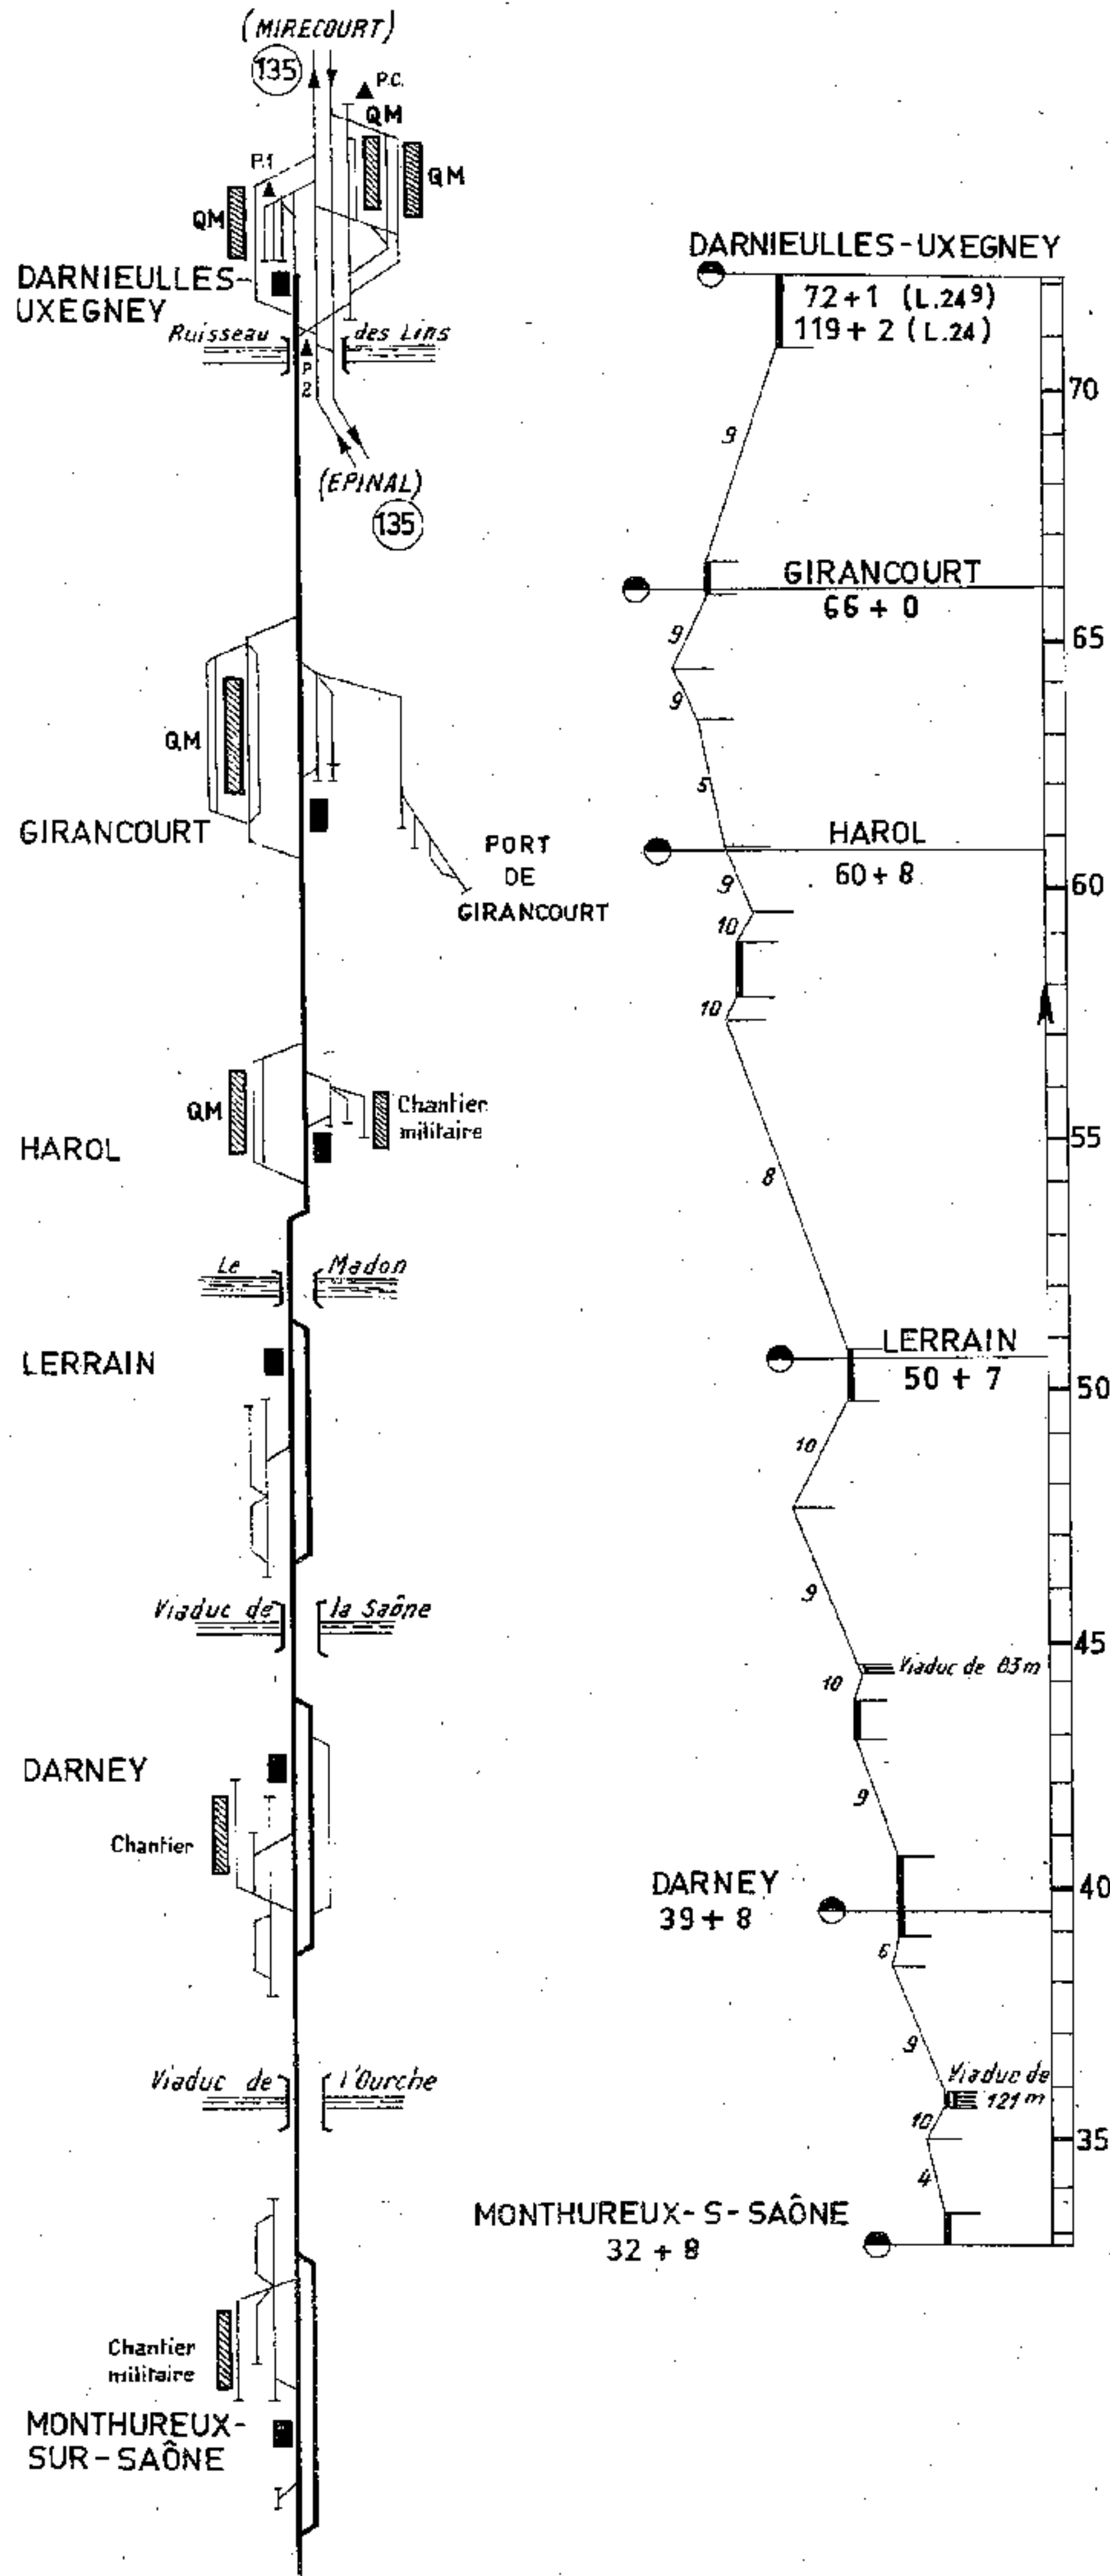 (MIRECOURT)
135
P.C.
QM
QM
P.1
QM
DARNIEULLES-
UXEGNEY
Ruisseau des Lins
P
2
(EPINAL)
135
QM
GIRANCOURT
PORT
DE
GIRANCOURT
QM
Chantier
militaire
HAROL
Le Madon
LERRAIN
Viaduc de la Saône
DARNEY
Chantier
Viaduc de l'Ourche
Chantier
militaire
MONTHUREUX-
SUR-SAÔNE
DARNIEULLES-UXEGNEY
72+1 (L.24⁹)
119+2 (L.24)
70
9
GIRANCOURT
66+0
65
9
9
5
HAROL
60+8
60
9
10
10
55
8
LERRAIN
50+7
50
10
9
45
Viaduc de 83m
10
9
DARNEY
39+8
40
6
9
Viaduc de
121m
10
35
4
MONTHUREUX-S-SAÔNE
32+8